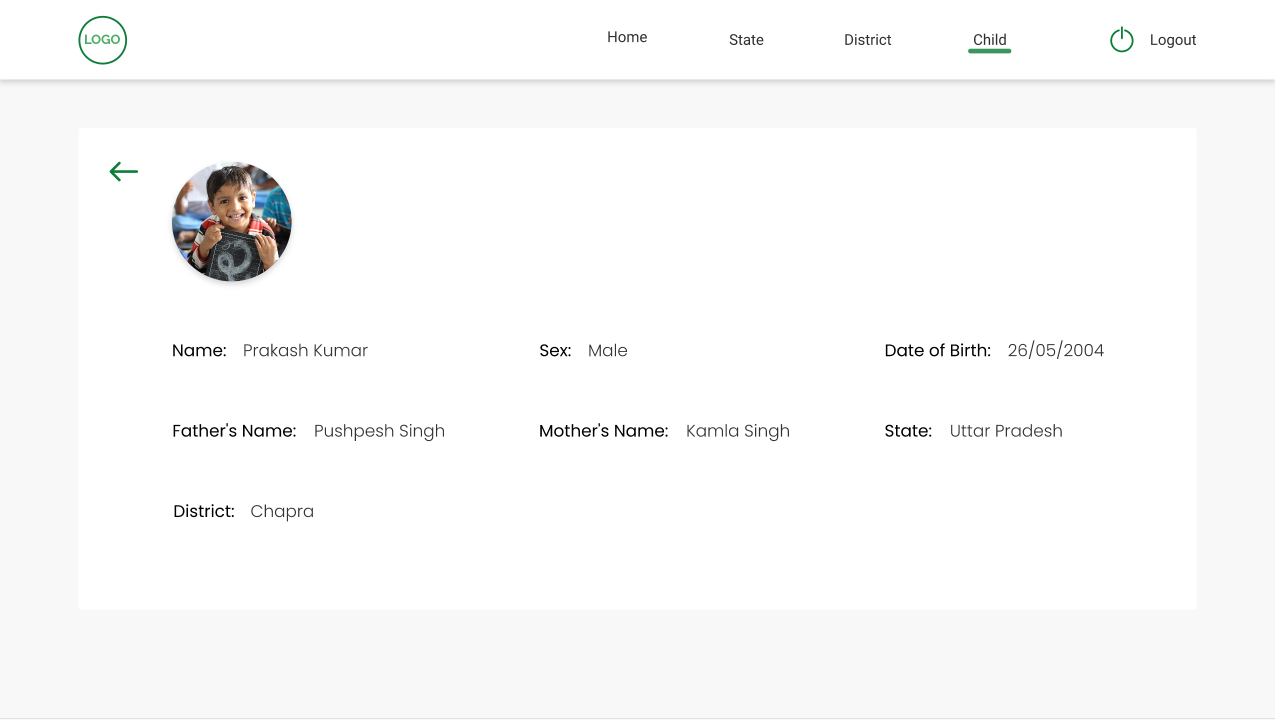 LOGO
Home State District Child Logout
Name: Prakash Kumar Sex: Male Date of Birth: 26/05/2004
Father's Name: Pushpesh Singh Mother's Name: Kamla Singh State: Uttar Pradesh
District: Chapra